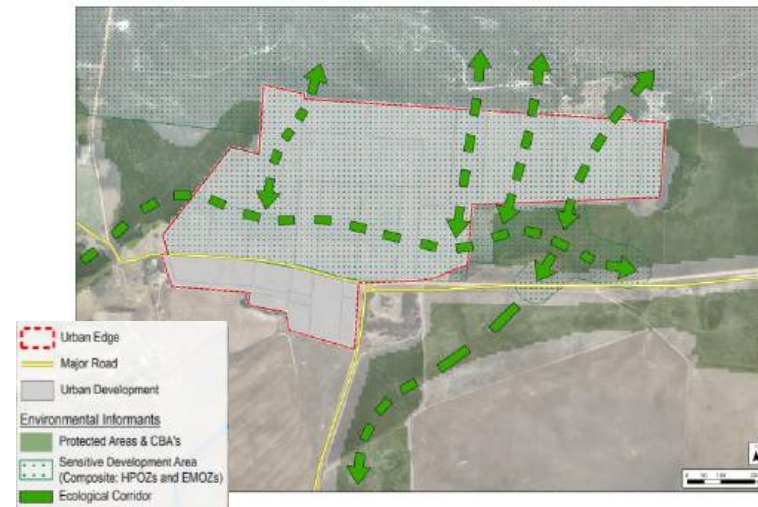 Urban Edge
Major Road
Urban Development
Environmental Informants
Protected Areas & CBA's
Sensitive Development Area
(Composite: HPOZs and EMOZs)
Ecological Corridor